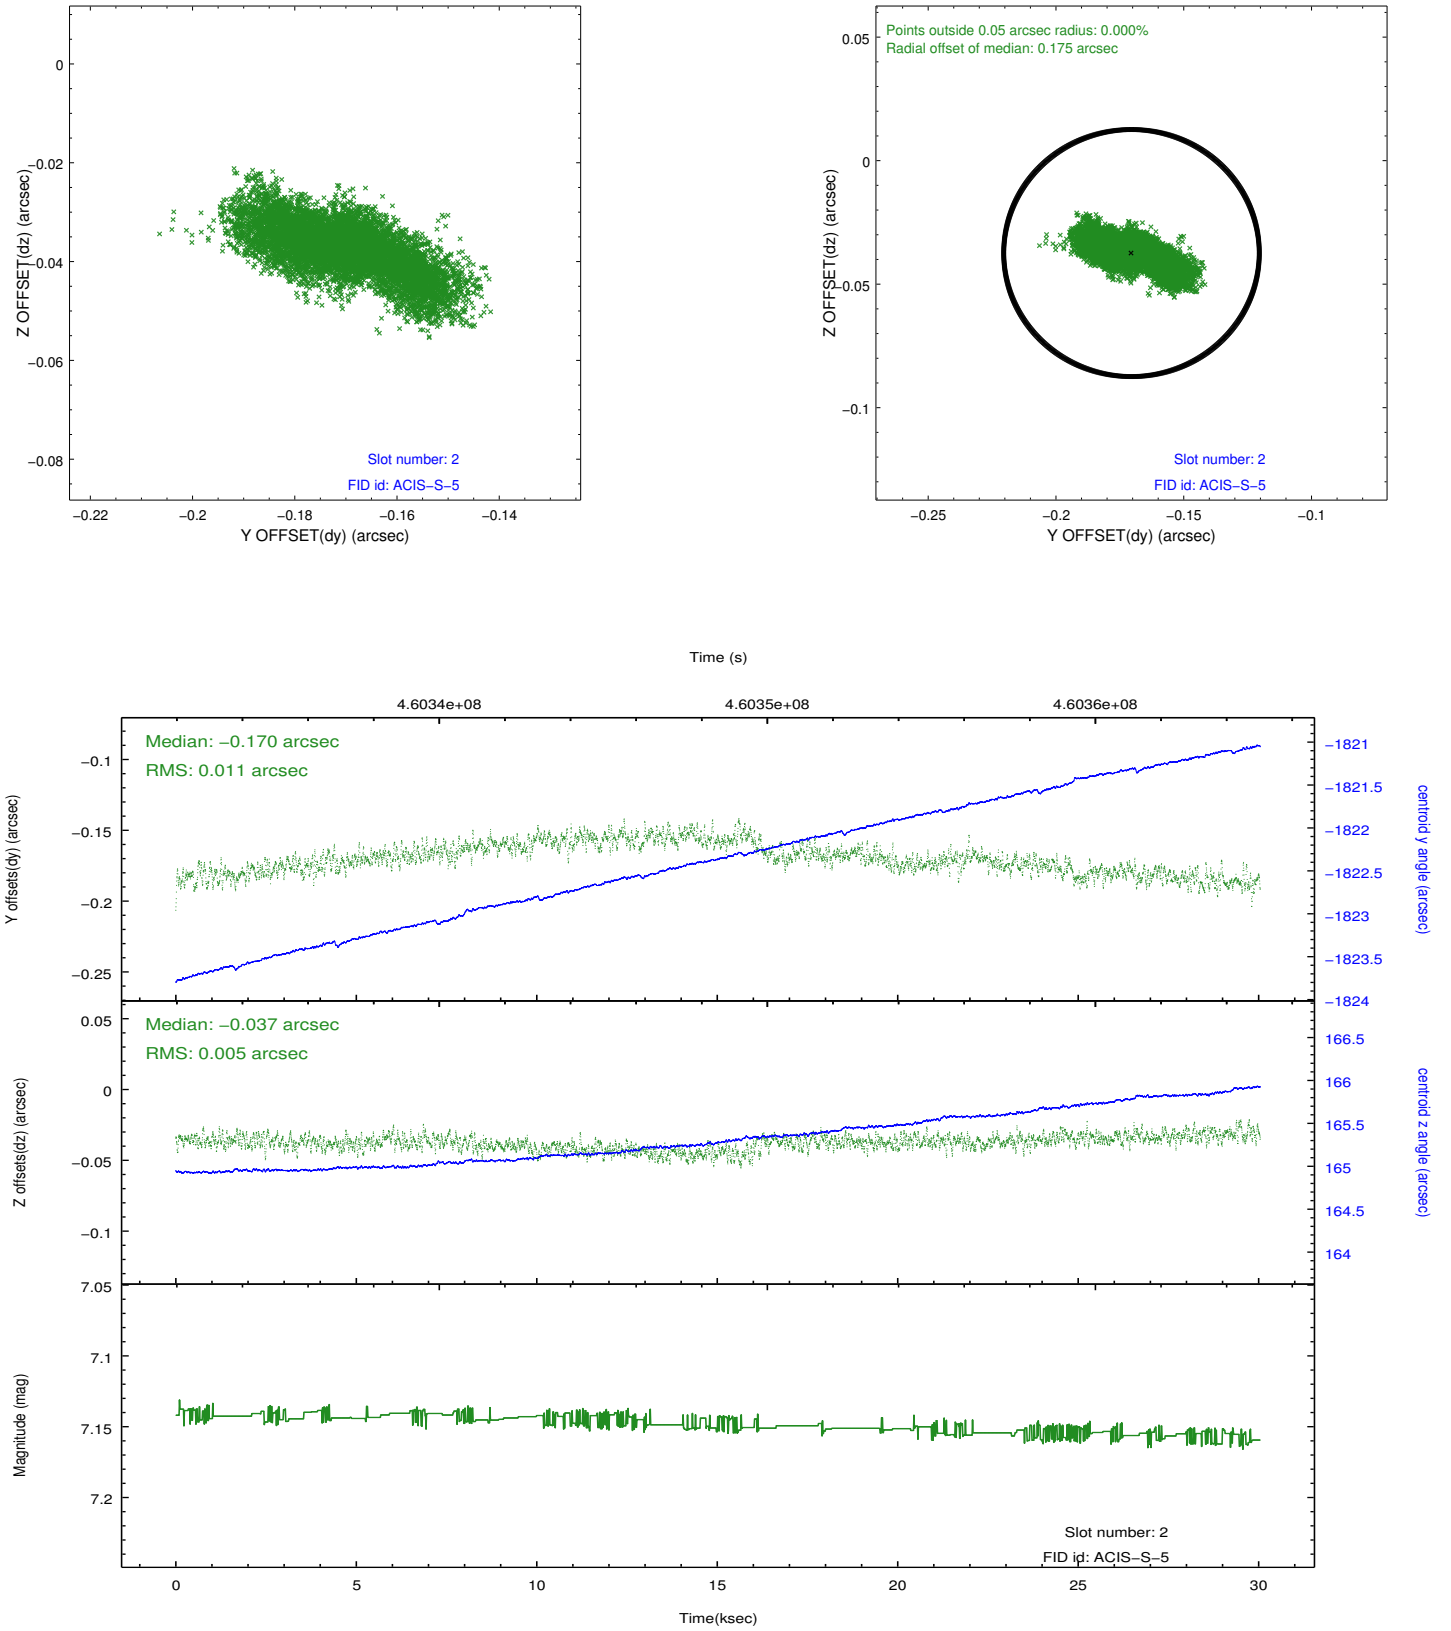 0
−0.02
−0.04
−0.06
−0.08
−0.22
−0.2
−0.18
−0.16
−0.14
Z OFFSET(dz) (arcsec)
Y OFFSET(dy) (arcsec)
Slot number: 2
FID id: ACIS−S−5
Points outside 0.05 arcsec radius: 0.000%
Radial offset of median: 0.175 arcsec
0.05
0
−0.05
−0.1
−0.25
−0.2
−0.15
−0.1
Z OFFSET(dz) (arcsec)
Y OFFSET(dy) (arcsec)
Slot number: 2
FID id: ACIS−S−5
Time (s)
4.6034e+08
4.6035e+08
4.6036e+08
Median: −0.170 arcsec
RMS: 0.011 arcsec
−0.1
−0.15
−0.2
−0.25
Y offsets(dy) (arcsec)
−1821
−1821.5
−1822
−1822.5
−1823
−1823.5
−1824
centroid y angle (arcsec)
Median: −0.037 arcsec
RMS: 0.005 arcsec
0.05
0
−0.05
−0.1
Z offsets(dz) (arcsec)
166.5
166
165.5
165
164.5
164
centroid z angle (arcsec)
7.05
7.1
7.15
7.2
Magnitude (mag)
Slot number: 2
FID id: ACIS−S−5
0
5
10
15
20
25
30
Time(ksec)